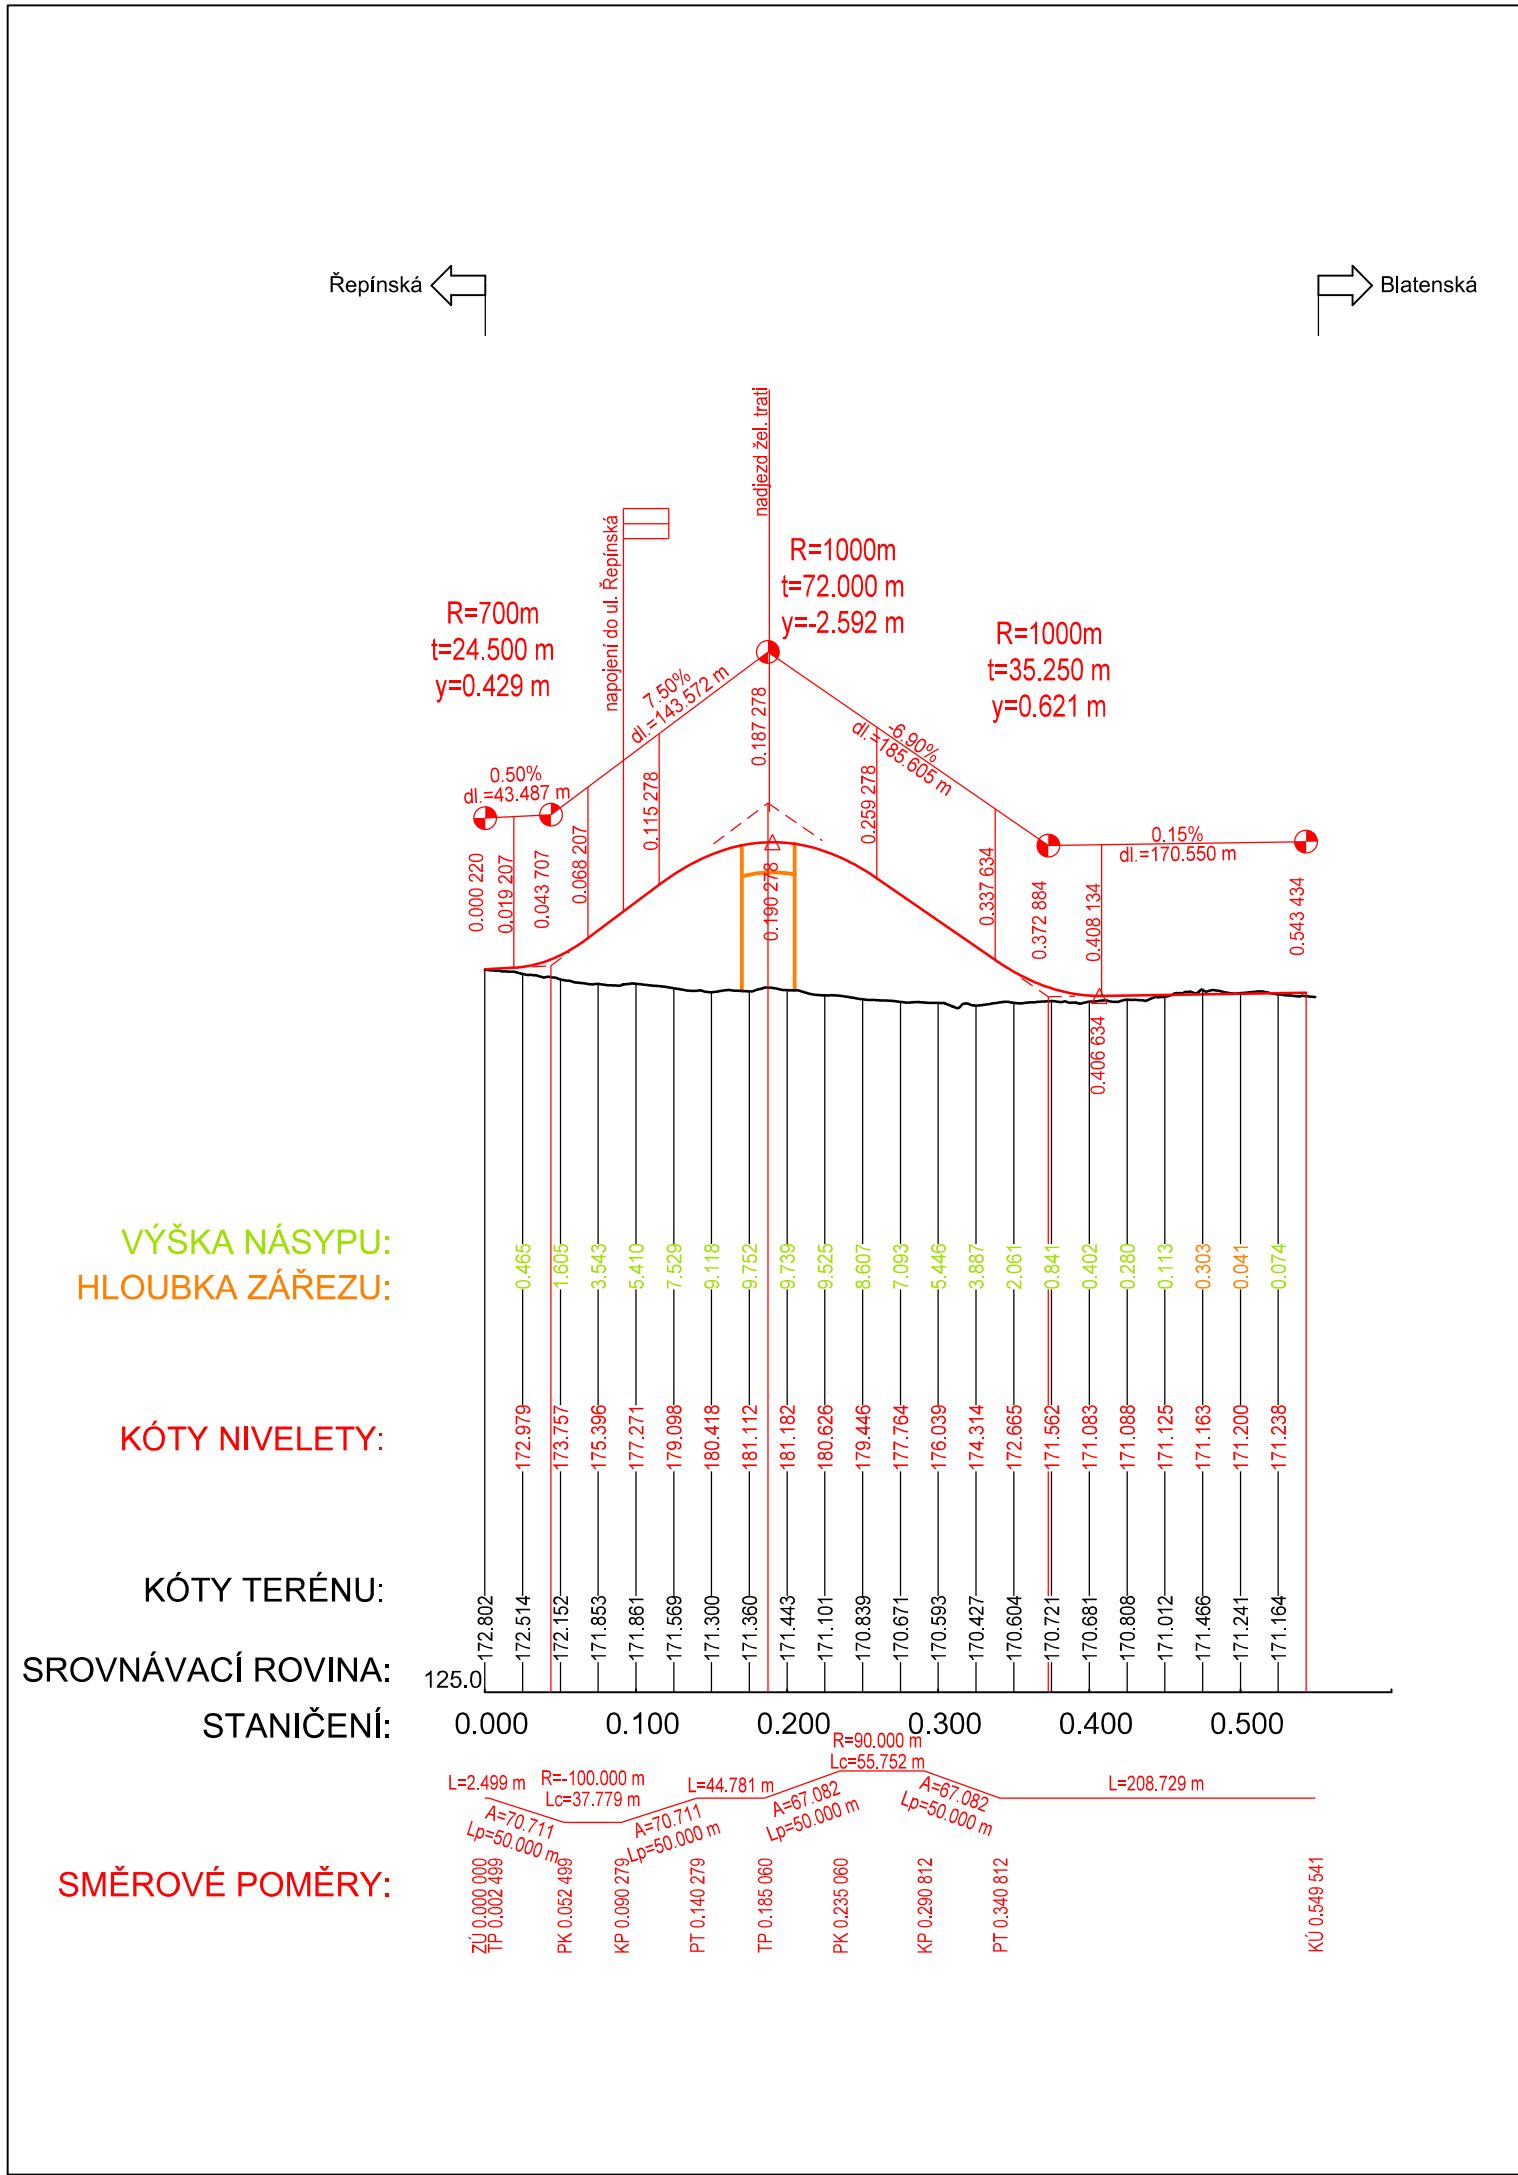 Řepínská
Blatenská
nadjezd žel. trati
napojení do ul. Řepínská
R=1000m
t=72.000 m
y=-2.592 m
R=700m
t=24.500 m
y=0.429 m
R=1000m
t=35.250 m
y=0.621 m
0.50%
dl.=43.487 m
7.50%
dl.=143.572 m
-6.90%
dl.=185.605 m
0.15%
dl.=170.550 m
0.000 220
0.019 207
0.043 707
0.068 207
0.115 278
0.187 278
0.190 278
0.259 278
0.337 634
0.372 884
0.408 134
0.406 634
0.543 434
VÝŠKA NÁSYPU:
HLOUBKA ZÁŘEZU:
0.465
1.605
3.543
5.410
7.529
9.118
9.752
9.739
9.525
8.607
7.093
5.446
3.887
2.061
0.841
0.402
0.280
0.113
0.303
0.041
0.074
KÓTY NIVELETY:
172.979
173.757
175.396
177.271
179.098
180.418
181.112
181.182
180.626
179.446
177.764
176.039
174.314
172.665
171.562
171.083
171.088
171.125
171.163
171.200
171.238
KÓTY TERÉNU:
172.802
172.514
172.152
171.853
171.861
171.569
171.300
171.360
171.443
171.101
170.839
170.671
170.593
170.427
170.604
170.721
170.681
170.808
171.012
171.466
171.241
171.164
SROVNÁVACÍ ROVINA:
125.0
STANIČENÍ:
0.000
0.100
0.200
0.300
0.400
0.500
L=2.499 m
A=70.711
Lp=50.000 m
R=-100.000 m
Lc=37.779 m
A=70.711
Lp=50.000 m
L=44.781 m
A=67.082
Lp=50.000 m
R=90.000 m
Lc=55.752 m
A=67.082
Lp=50.000 m
L=208.729 m
SMĚROVÉ POMĚRY:
ZÚ 0.000 000
TP 0.002 499
PK 0.052 499
KP 0.090 279
PT 0.140 279
TP 0.185 060
PK 0.235 060
KP 0.290 812
PT 0.340 812
KÚ 0.549 541